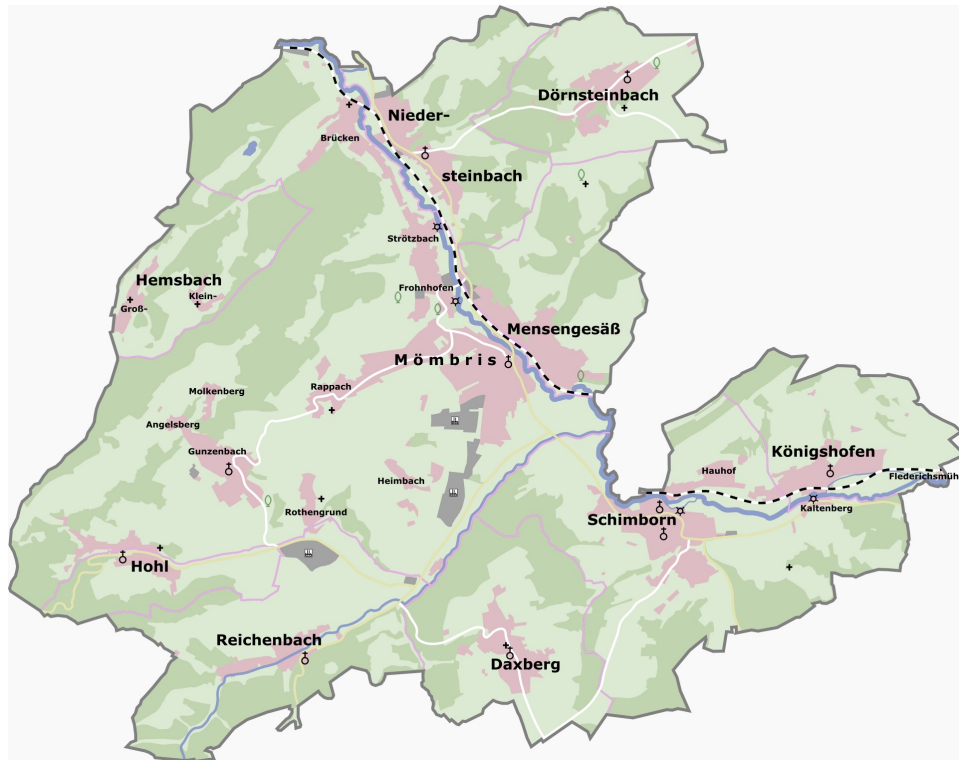 Dörnsteinbach
Nieder-
Brücken
steinbach
Strötzbach
Hemsbach
Frohnhofen
Klein-
Groß-
Mensengesäß
Mömbris
Rappach
Molkenberg
Angelsberg
Gunzenbach
Königshofen
Hauhof
Heimbach
Flederichsmüh
Rothengrund
Kaltenberg
Schimborn
Hohl
Reichenbach
Daxberg